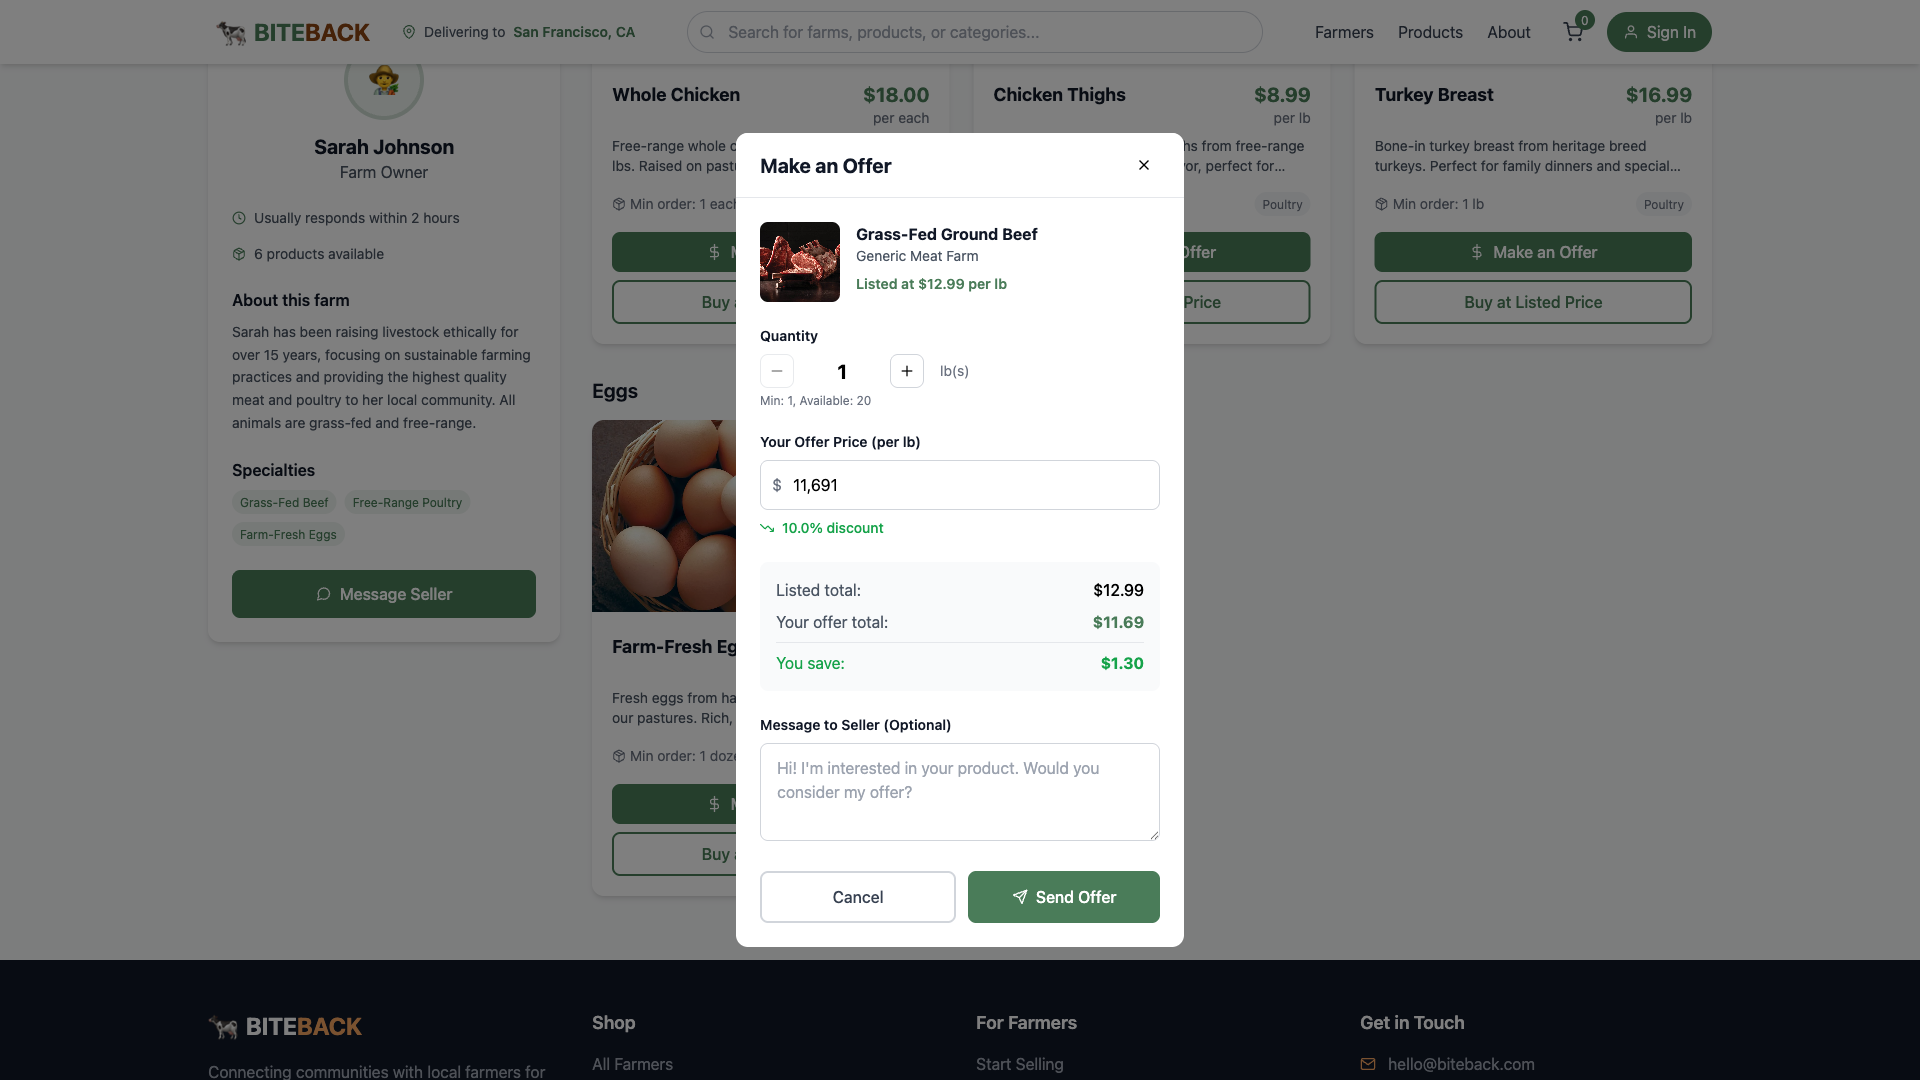 BITEBACK
Delivering to San Francisco, CA
Search for farms, products, or categories...
Farmers
Products
About
0
Sign In
Sarah Johnson
Farm Owner
Usually responds within 2 hours
6 products available
About this farm
Sarah has been raising livestock ethically for
over 15 years, focusing on sustainable farming
practices and providing the highest quality
meat and poultry to her local community. All
animals are grass-fed and free-range.
Specialties
Grass-Fed Beef
Free-Range Poultry
Farm-Fresh Eggs
Message Seller
Whole Chicken
$18.00
per each
Free-range whole
lbs. Raised on
Min order: 1
Buy
Chicken Thighs
$8.99
per lb
from free-range
perfect for...
Poultry
Offer
Price
Turkey Breast
$16.99
per lb
Bone-in turkey breast from heritage breed
turkeys. Perfect for family dinners and special...
Min order: 1 lb
Poultry
Make an Offer
Buy at Listed Price
Eggs
Farm-Fresh
Fresh eggs from
our pastures. Rich,
Min order: 1
Buy
Make an Offer
Grass-Fed Ground Beef
Generic Meat Farm
Listed at $12.99 per lb
Quantity
1
lb(s)
Min: 1, Available: 20
Your Offer Price (per lb)
$ 11,691
10.0% discount
Listed total: $12.99
Your offer total: $11.69
You save: $1.30
Message to Seller (Optional)
Hi! I'm interested in your product. Would you
consider my offer?
Cancel
Send Offer
BITEBACK
Connecting communities with local farmers for
Shop
All Farmers
For Farmers
Start Selling
Get in Touch
hello@biteback.com